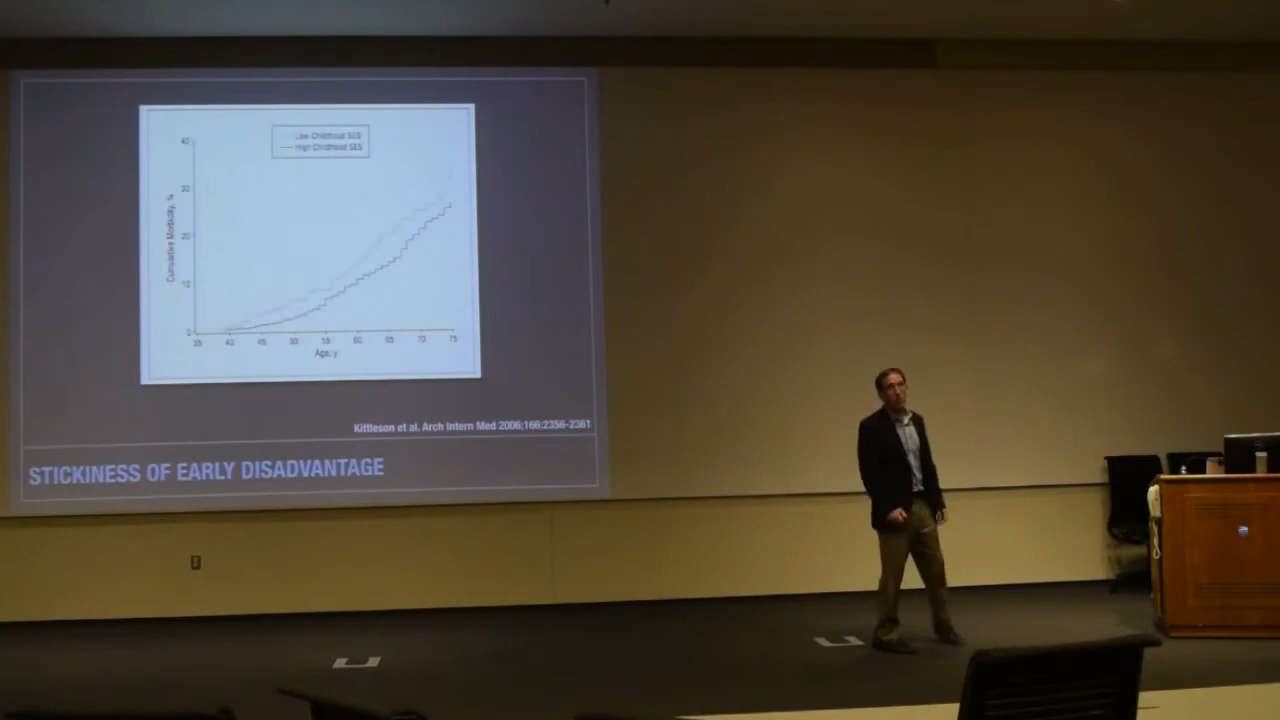 Low Childhood SES
High Childhood SES
40
30
20
10
0
Cumulative Morbidity, %
35 40 45 50 55 60 65 70 75
Age, y
Kittleson et al. Arch Intern Med 2006;166:2356-2361
STICKINESS OF EARLY DISADVANTAGE